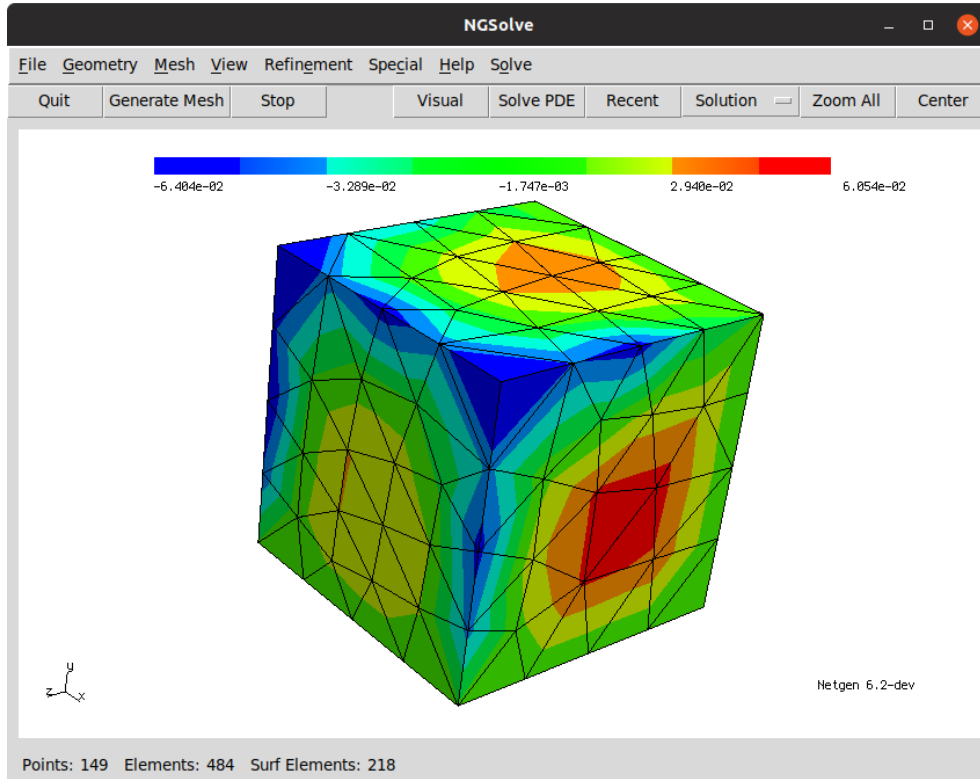 NGSolve
File Geometry Mesh View Refinement Special Help Solve
Quit Generate Mesh Stop Visual Solve PDE Recent Solution Zoom All Center
-6.404e-02 -3.289e-02 -1.747e-03 2.940e-02 6.054e-02
y
z x
Netgen 6.2-dev
Points: 149 Elements: 484 Surf Elements: 218